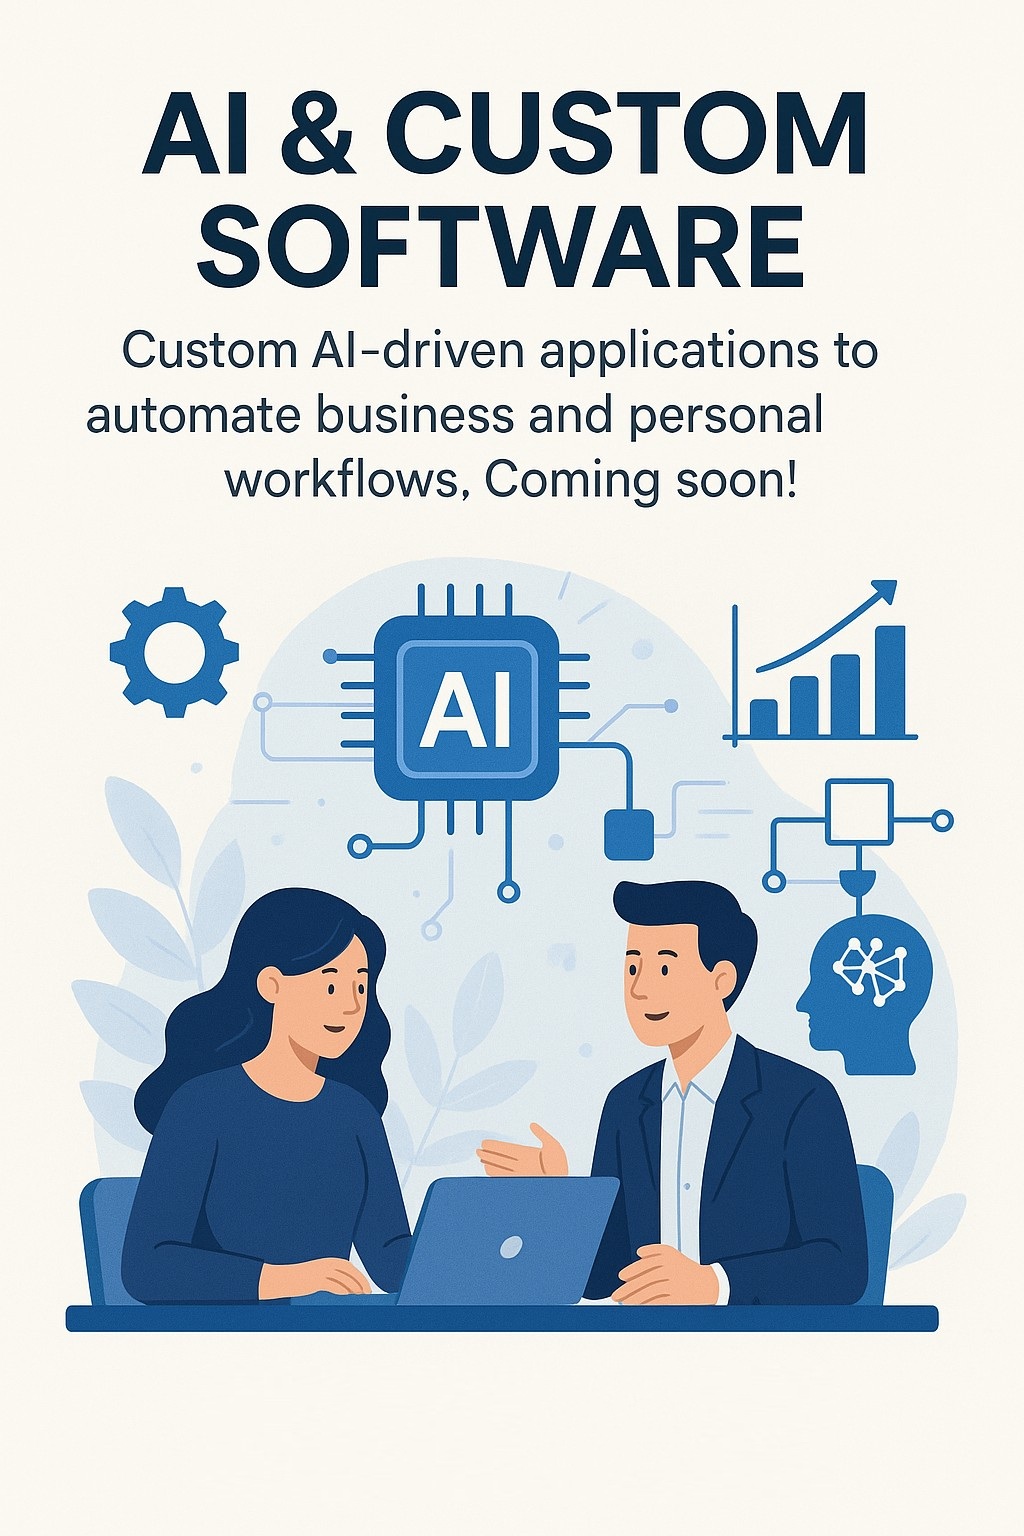 AI & CUSTOM
SOFTWARE
Custom AI-driven applications to
automate business and personal
workflows, Coming soon!
AI